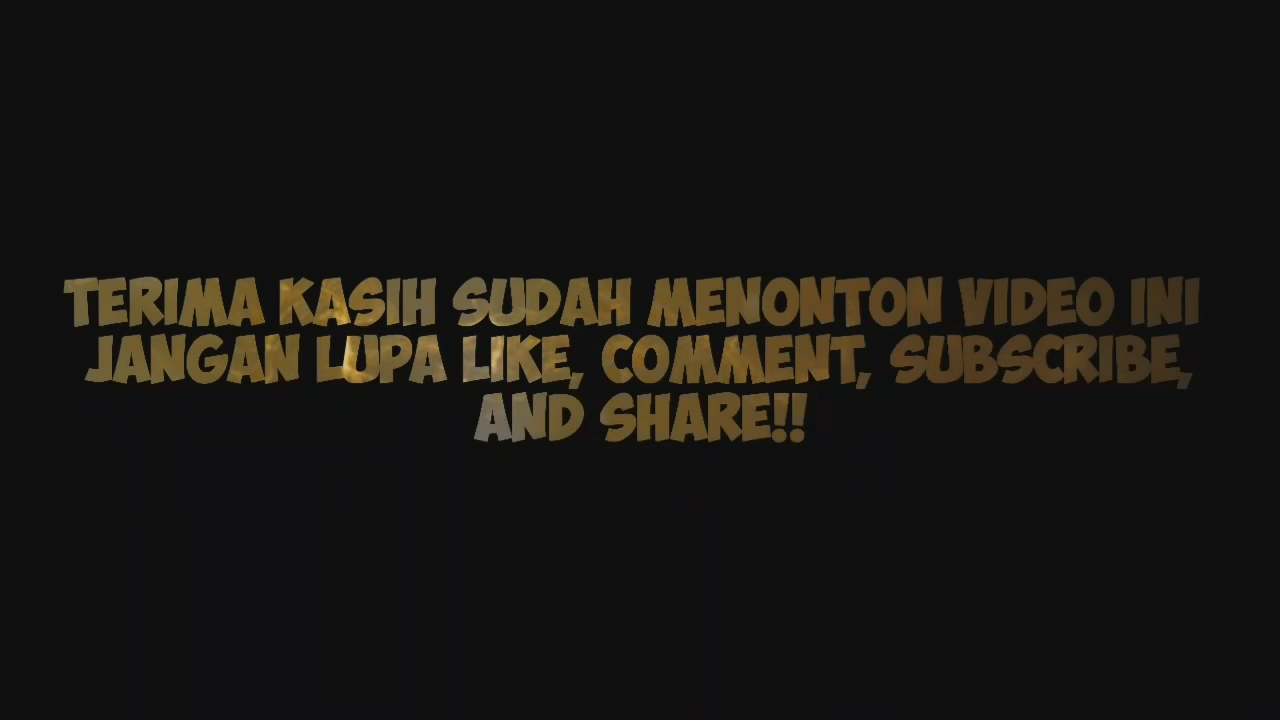 TERIMA KASIH SUDAH MENONTON VIDEO INI
JANGAN LUPA LIKE, COMMENT, SUBSCRIBE,
AND SHARE!!